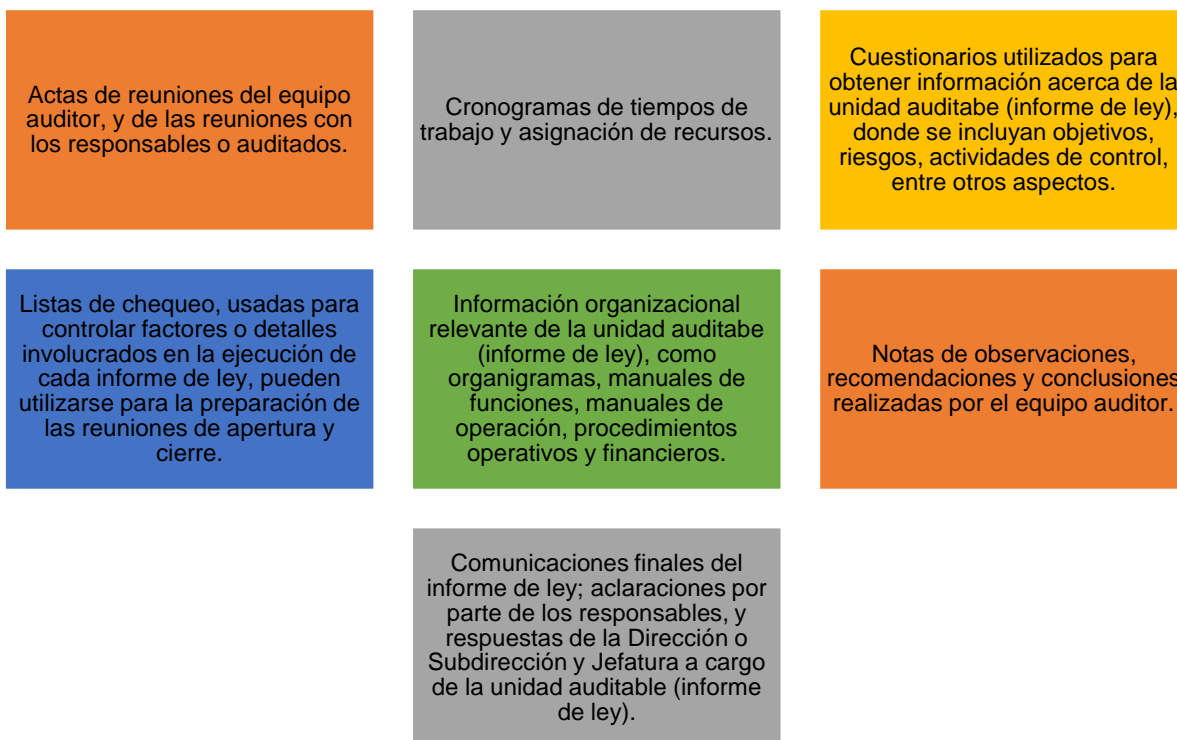 Actas de reuniones del equipo
auditor, y de las reuniones con
los responsables o auditados.
Cronogramas de tiempos de
trabajo y asignación de recursos.
Cuestionarios utilizados para
obtener información acerca de la
unidad auditabe (informe de ley),
donde se incluyan objetivos,
riesgos, actividades de control,
entre otros aspectos.
Listas de chequeo, usadas para
controlar factores o detalles
involucrados en la ejecución de
cada informe de ley, pueden
utilizarse para la preparación de
las reuniones de apertura y
cierre.
Información organizacional
relevante de la unidad auditabe
(informe de ley), como
organigramas, manuales de
funciones, manuales de
operación, procedimientos
operativos y financieros.
Notas de observaciones,
recomendaciones y conclusiones
realizadas por el equipo auditor.
Comunicaciones finales del
informe de ley; aclaraciones por
parte de los responsables, y
respuestas de la Dirección o
Subdirección y Jefatura a cargo
de la unidad auditable (informe
de ley).